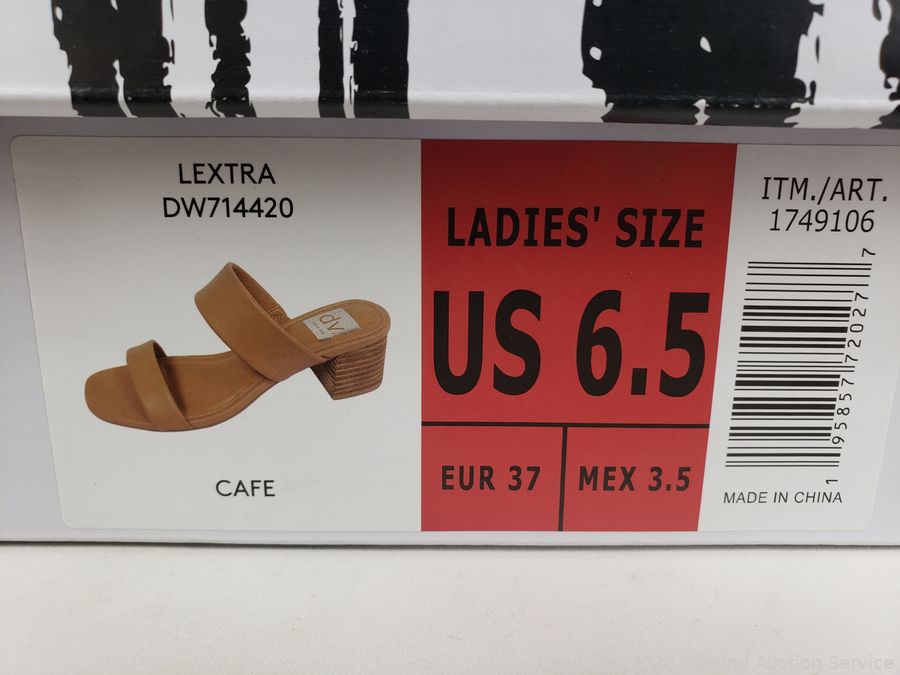 LEXTRA
DW714420
dv
CAFE
LADIES' SIZE
US 6.5
EUR 37
MEX 3.5
ITM./ART.
1749106
1 95857 72027 7
MADE IN CHINA
Sound Auction Service